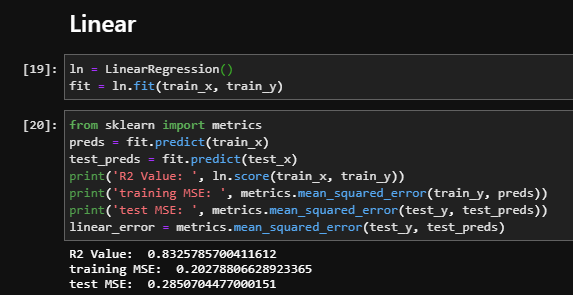 Linear
[19]: ln = LinearRegression()
fit = ln.fit(train_x, train_y)
[20]: from sklearn import metrics
preds = fit.predict(train_x)
test_preds = fit.predict(test_x)
print('R2 Value: ', ln.score(train_x, train_y))
print('training MSE: ', metrics.mean_squared_error(train_y, preds))
print('test MSE: ', metrics.mean_squared_error(test_y, test_preds))
linear_error = metrics.mean_squared_error(test_y, test_preds)
R2 Value:  0.8325785700411612
training MSE:  0.20278806628923365
test MSE:  0.2850704477000151